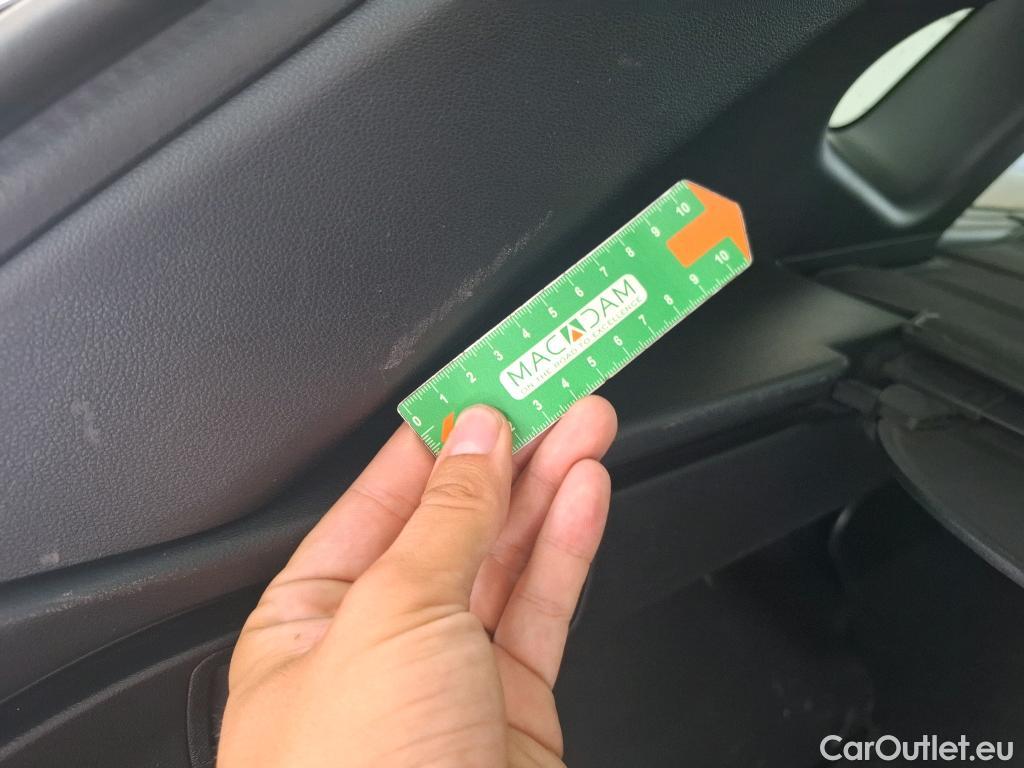 0 1 2 3 4 5 6 7 8 9 10
MACADAM
ON THE ROAD TO EXCELLENCE
2 3 4 5 6 7 8 9 10
CarOutlet.eu